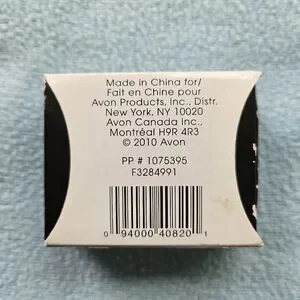 Made in China for/
Fait en Chine pour
Avon Products, Inc., Distr.
New York, NY 10020
Avon Canada Inc.,
Montréal H9R 4R3
© 2010 Avon
PP # 1075395
F3284991
0 94000 40820 1